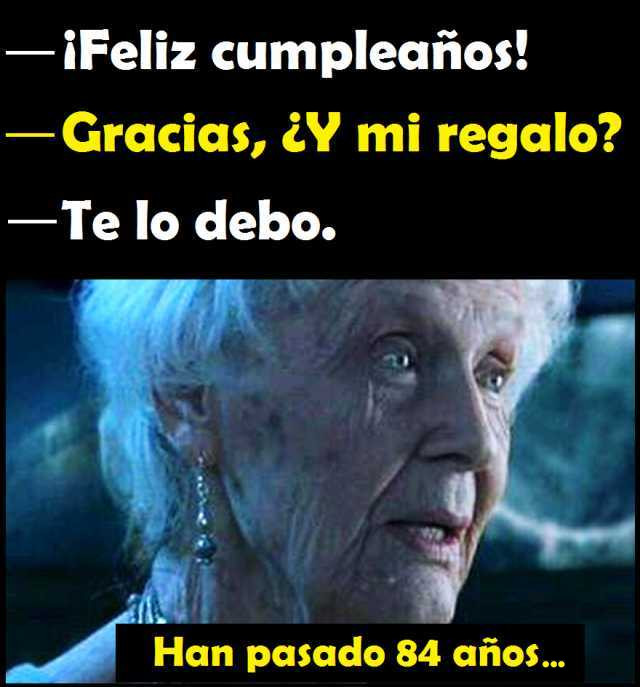 —¡Feliz cumpleaños!
—Gracias, ¿Y mi regalo?
—Te lo debo.
Han pasado 84 años...